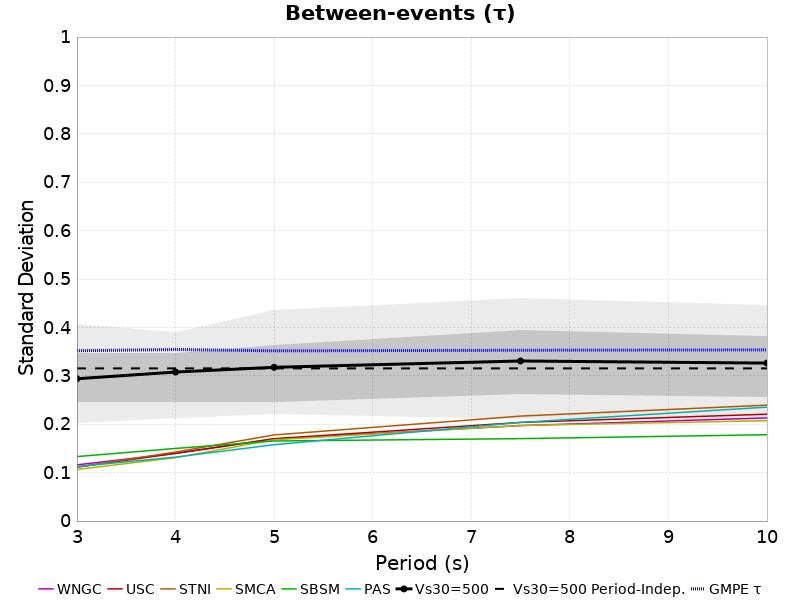 Between-events (τ)
Standard Deviation
1
0.9
0.8
0.7
0.6
0.5
0.4
0.3
0.2
0.1
0
3 4 5 6 7 8 9 10
Period (s)
WNGC USC STNI SMCA SBSM PAS Vs30=500 Vs30=500 Period-Indep. GMPE τ